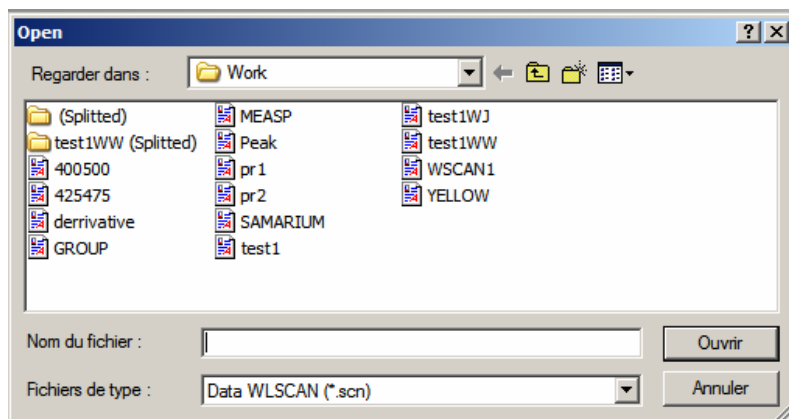 Open
Regarder dans : Work
(Splitted) MEASP test1WJ
test1WW (Splitted) Peak test1WW
400500 pr1 WSCAN1
425475 pr2 YELLOW
derrivative SAMARIUM
GROUP test1
Nom du fichier : Ouvrir
Fichiers de type : Data WLSCAN (*.scn) Annuler